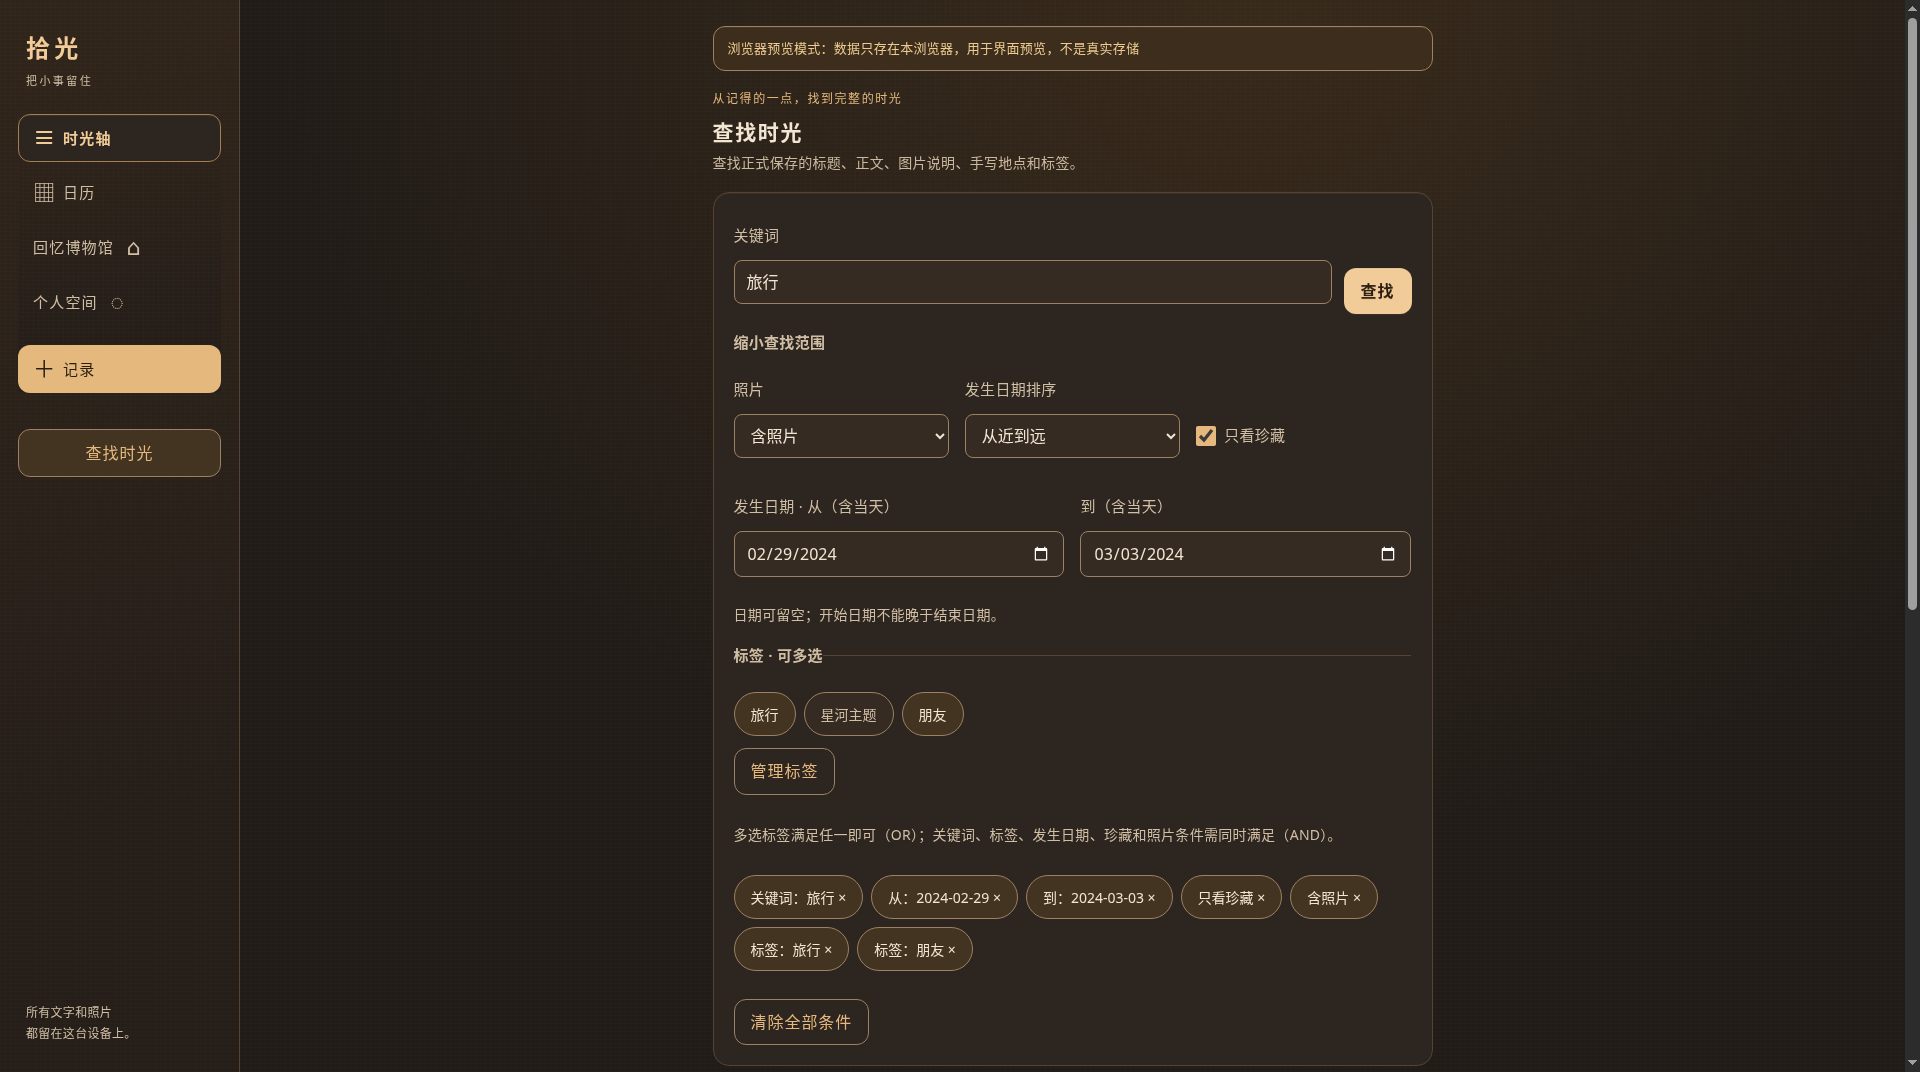 拾光
把小事留住
时光轴
日历
回忆博物馆
个人空间
记录
查找时光
所有文字和照片
都留在这台设备上。
浏览器预览模式：数据只存在本浏览器，用于界面预览，不是真实存储
从记得的一点，找到完整的时光
查找时光
查找正式保存的标题、正文、图片说明、手写地点和标签。
关键词
旅行
查找
缩小查找范围
照片 发生日期排序
含照片 从近到远 只看珍藏
发生日期 · 从（含当天） 到（含当天）
02/29/2024 03/03/2024
日期可留空；开始日期不能晚于结束日期。
标签 · 可多选
旅行 星河主题 朋友
管理标签
多选标签满足任一即可（OR）；关键词、标签、发生日期、珍藏和照片条件需同时满足（AND）。
关键词：旅行 × 从：2024-02-29 × 到：2024-03-03 × 只看珍藏 × 含照片 ×
标签：旅行 × 标签：朋友 ×
清除全部条件